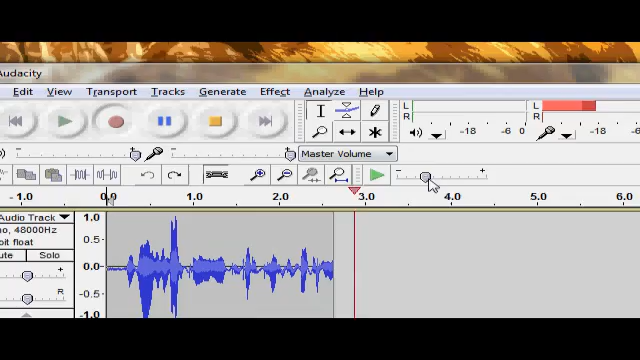 Audacity
Edit View Transport Tracks Generate Effect Analyze Help
L
R
-18 -6 0
L
R
-18
Master Volume
-1.0 0.0 1.0 2.0 3.0 4.0 5.0 6.0
Audio Track
no, 48000Hz
bit float
ute Solo
R
1.0
0.5
0.0
-0.5
-1.0